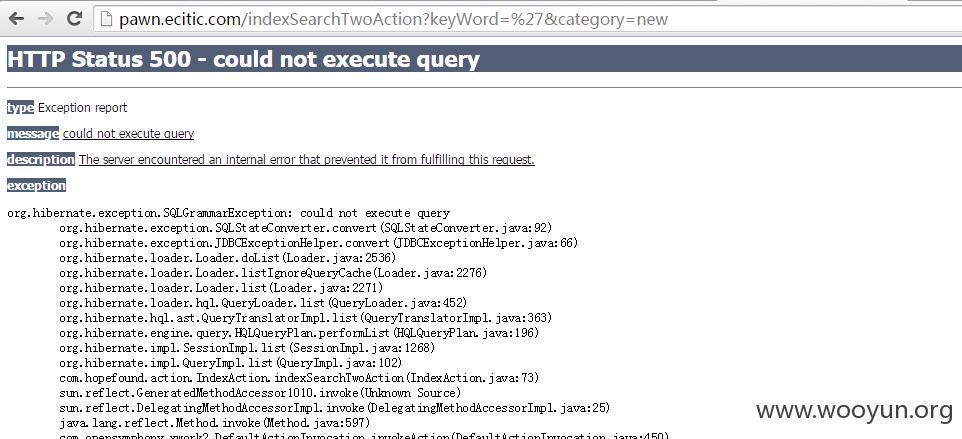 pawn.ecitic.com/indexSearchTwoAction?keyWord=%27&category=new
HTTP Status 500 - could not execute query
type Exception report
message could not execute query
description The server encountered an internal error that prevented it from fulfilling this request.
exception
org.hibernate.exception.SQLGrammarException: could not execute query
org.hibernate.exception.SQLStateConverter.convert(SQLStateConverter.java:92)
org.hibernate.exception.JDBCExceptionHelper.convert(JDBCExceptionHelper.java:66)
org.hibernate.loader.Loader.doList(Loader.java:2536)
org.hibernate.loader.Loader.listIgnoreQueryCache(Loader.java:2276)
org.hibernate.loader.Loader.list(Loader.java:2271)
org.hibernate.loader.hql.QueryLoader.list(QueryLoader.java:452)
org.hibernate.hql.ast.QueryTranslatorImpl.list(QueryTranslatorImpl.java:363)
org.hibernate.engine.query.HQLQueryPlan.performList(HQLQueryPlan.java:196)
org.hibernate.impl.SessionImpl.list(SessionImpl.java:1268)
org.hibernate.impl.QueryImpl.list(QueryImpl.java:102)
com.hopefound.action.IndexAction.indexSearchTwoAction(IndexAction.java:73)
sun.reflect.GeneratedMethodAccessor1010.invoke(Unknown Source)
sun.reflect.DelegatingMethodAccessorImpl.invoke(DelegatingMethodAccessorImpl.java:25)
java.lang.reflect.Method.invoke(Method.java:597)
com.opensymphony.xwork2.DefaultActionInvocation.invokeAction(DefaultActionInvocation.java:450)
www.wooyun.org